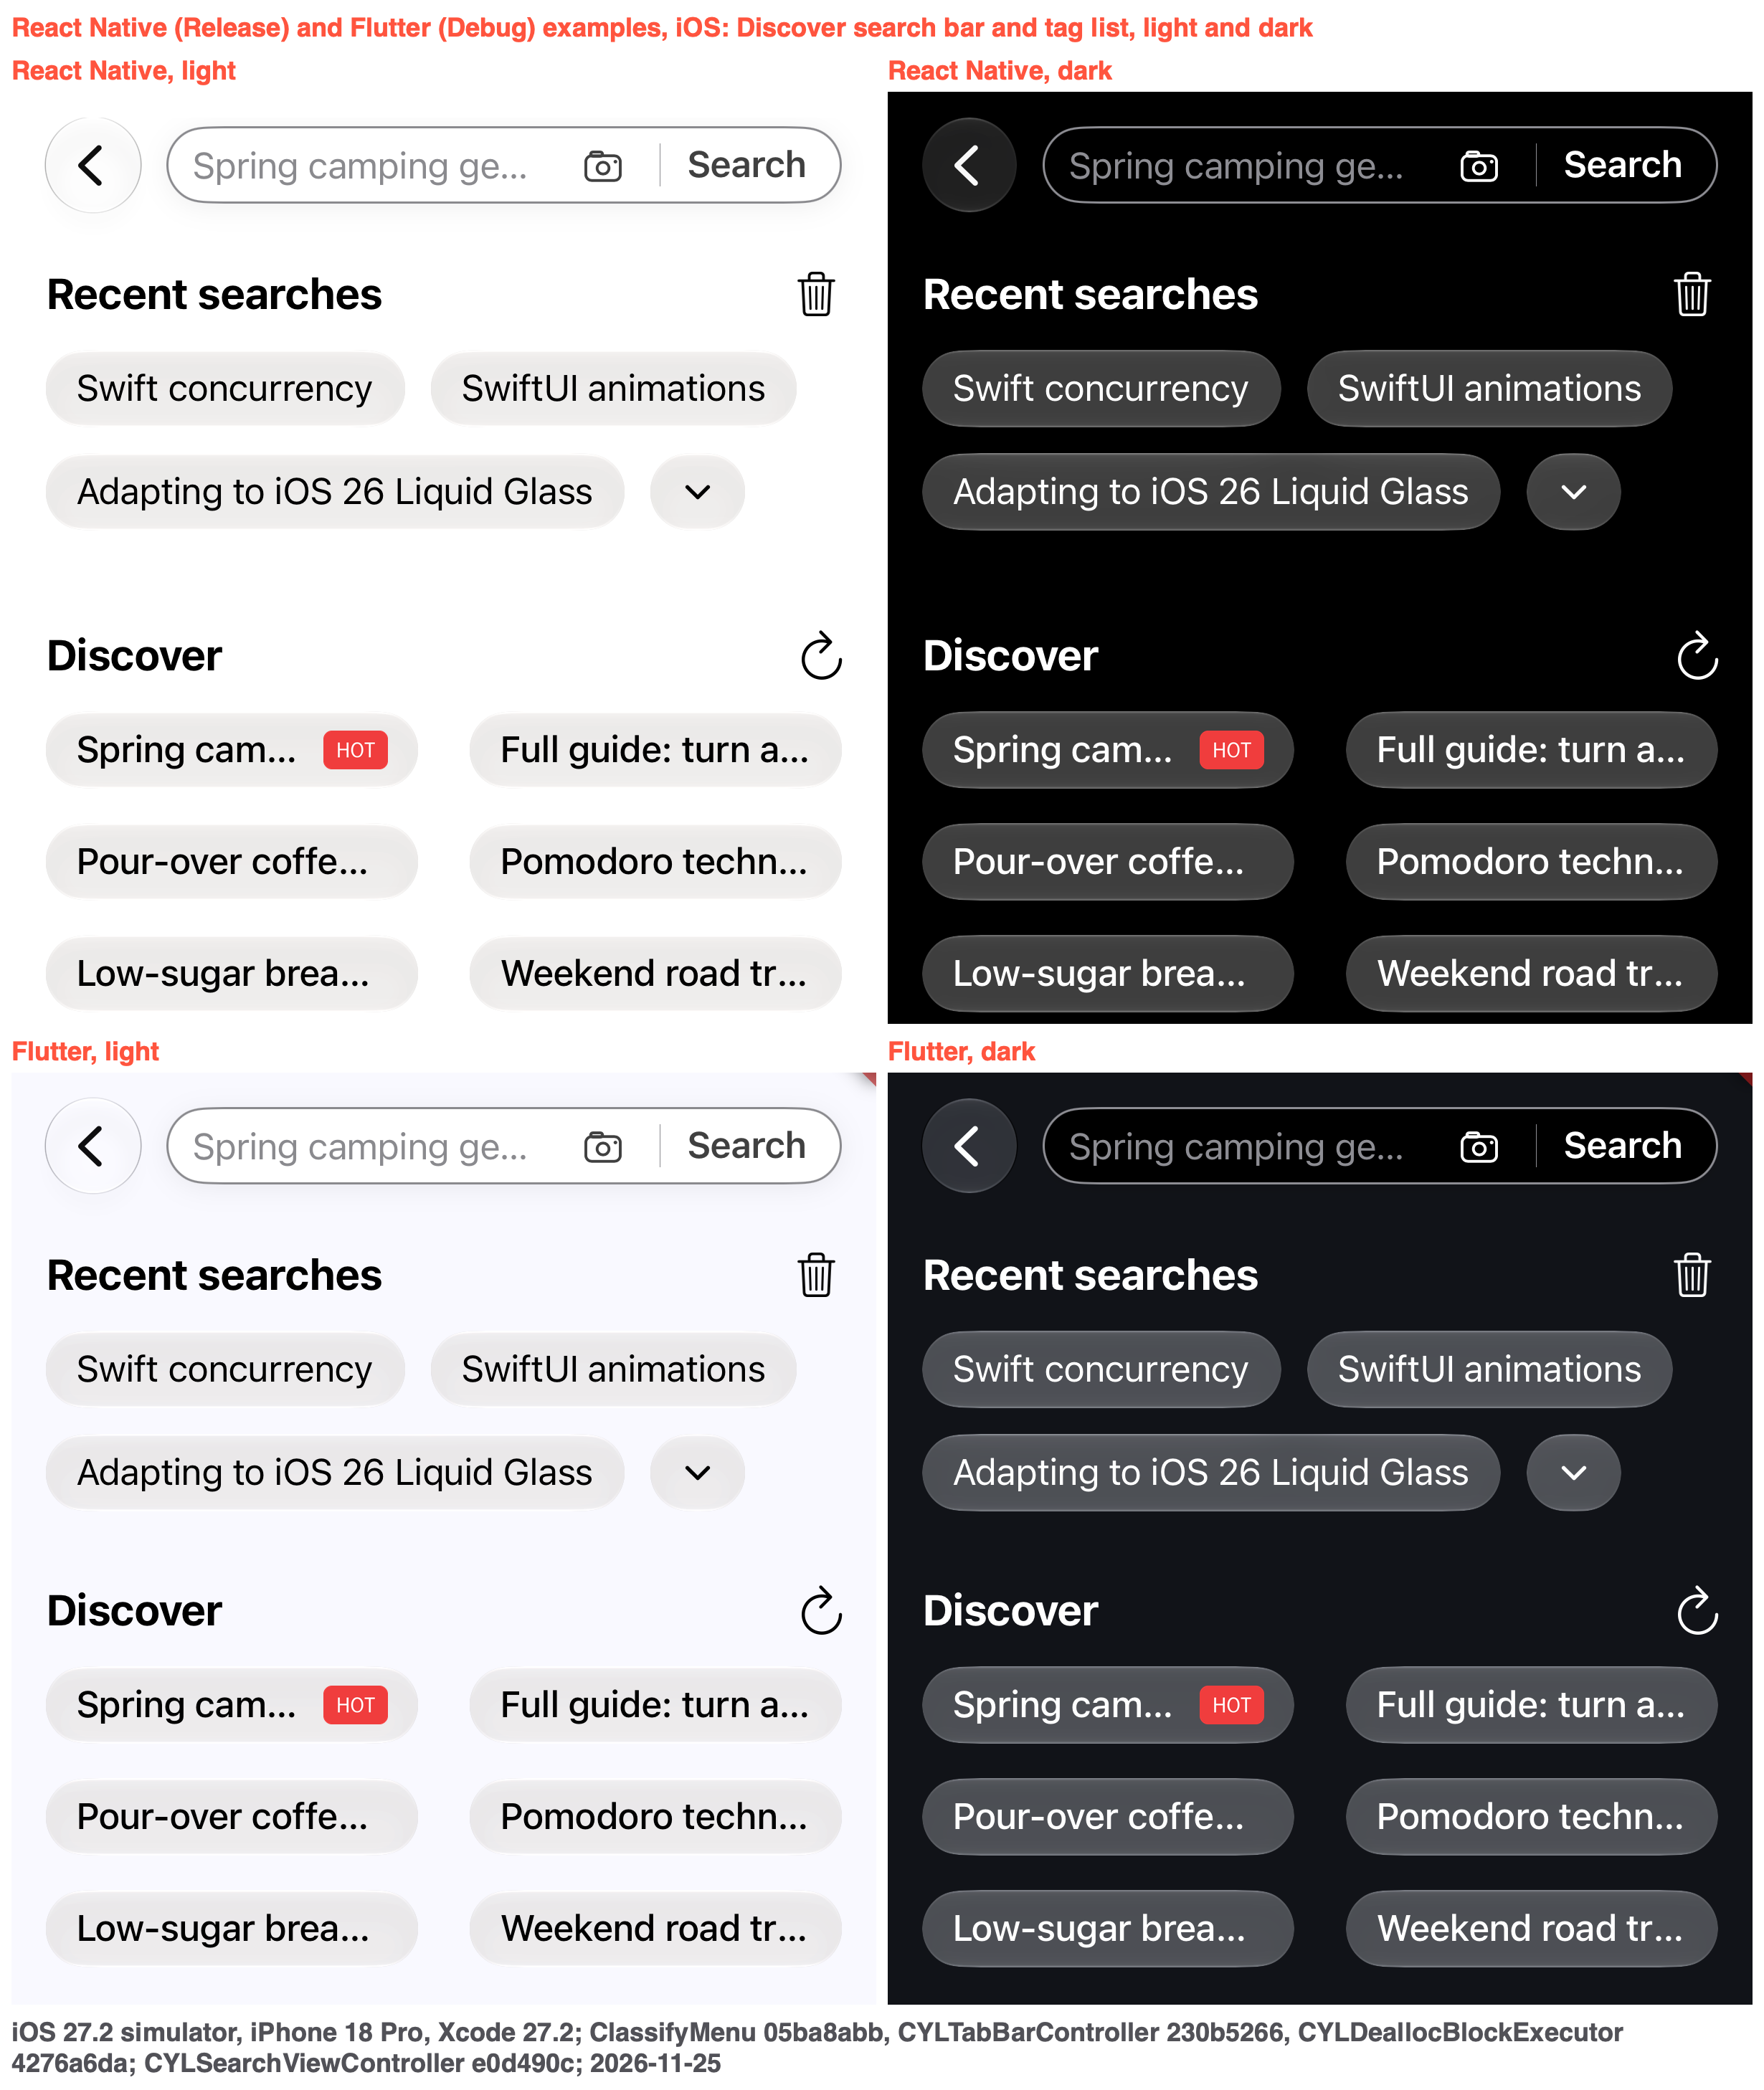 React Native (Release) and Flutter (Debug) examples, iOS: Discover search bar and tag list, light and dark
React Native, light
Spring camping ge...
Search
Recent searches
Swift concurrency
SwiftUI animations
Adapting to iOS 26 Liquid Glass
Discover
Spring cam...
HOT
Full guide: turn a...
Pour-over coffe...
Pomodoro techn...
Low-sugar brea...
Weekend road tr...
React Native, dark
Spring camping ge...
Search
Recent searches
Swift concurrency
SwiftUI animations
Adapting to iOS 26 Liquid Glass
Discover
Spring cam...
HOT
Full guide: turn a...
Pour-over coffe...
Pomodoro techn...
Low-sugar brea...
Weekend road tr...
Flutter, light
Spring camping ge...
Search
Recent searches
Swift concurrency
SwiftUI animations
Adapting to iOS 26 Liquid Glass
Discover
Spring cam...
HOT
Full guide: turn a...
Pour-over coffe...
Pomodoro techn...
Low-sugar brea...
Weekend road tr...
Flutter, dark
Spring camping ge...
Search
Recent searches
Swift concurrency
SwiftUI animations
Adapting to iOS 26 Liquid Glass
Discover
Spring cam...
HOT
Full guide: turn a...
Pour-over coffe...
Pomodoro techn...
Low-sugar brea...
Weekend road tr...
iOS 27.2 simulator, iPhone 18 Pro, Xcode 27.2; ClassifyMenu 05ba8abb, CYLTabBarController 230b5266, CYLDeallocBlockExecutor
4276a6da; CYLSearchViewController e0d490c; 2026-11-25